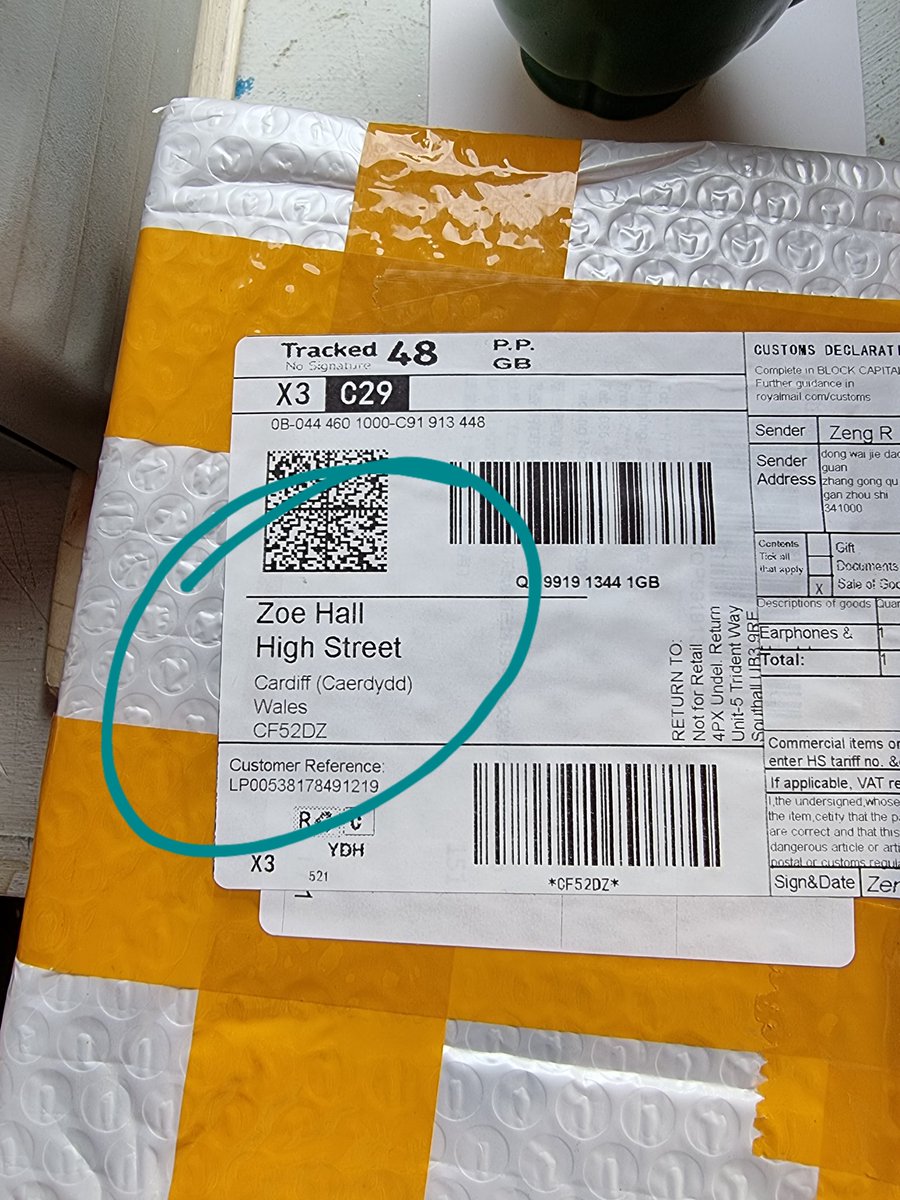 Tracked 48
No Signature
P.P.
GB
X3 C29
0B-044 460 1000-C91 913 448
9919 1344 1GB
Zoe Hall
High Street
Cardiff (Caerdydd)
Wales
CF52DZ
RETURN TO:
Not for Retail
4PX Undel. Return
Unit-5 Trident Way
Southall UB3 9RF
Customer Reference:
LP00538178491219
X3
YDH
521
*CF52DZ*
CUSTOMS DECLARATI
Complete in BLOCK CAPITA
Further guidance in
royalmail.com/customs
Sender Zeng R
Sender
Address
dong wai jie dao
guan
zhang gong qu
gan zhou shi
341000
Contents
Tick all
that apply
Gift
Documents
X Sale of Goo
Descriptions of goods Quan
Earphones & 1
Total: 1
Commercial items or
enter HS tariff no. &
If applicable, VAT re
I,the undersigned,whose
the item,cetify that the pa
are correct and that this
dangerous article or arti
postal or customs regula
Sign&Date Zen